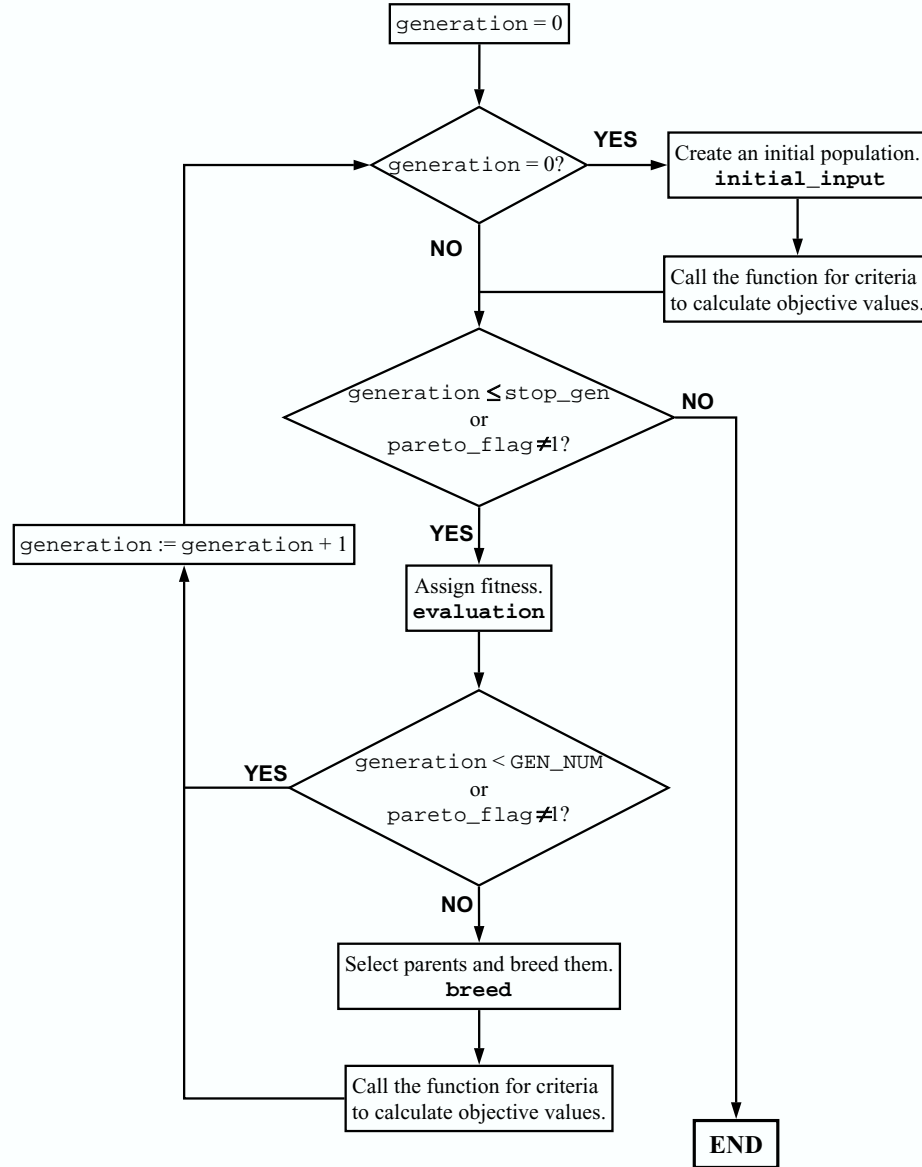 generation = 0
generation = 0?
YES
Create an initial population.
initial_input
NO
Call the function for criteria
to calculate objective values.
generation ≤ stop_gen
or
pareto_flag ≠1?
NO
YES
generation := generation + 1
Assign fitness.
evaluation
generation < GEN_NUM
or
pareto_flag ≠1?
YES
NO
Select parents and breed them.
breed
Call the function for criteria
to calculate objective values.
END